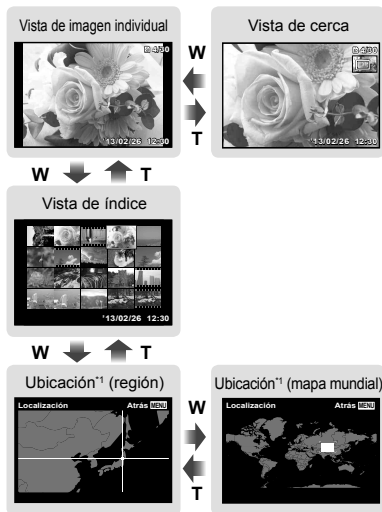 Vista de imagen individual
4/30
'13/02/26 12:30
W
T
Vista de cerca
4/30
'13/02/26 12:30
W T
Vista de índice
'13/02/26 12:30
W T
Ubicación*1 (región)
Localización Atrás MENU
W
T
Ubicación*1 (mapa mundial)
Localización Atrás MENU